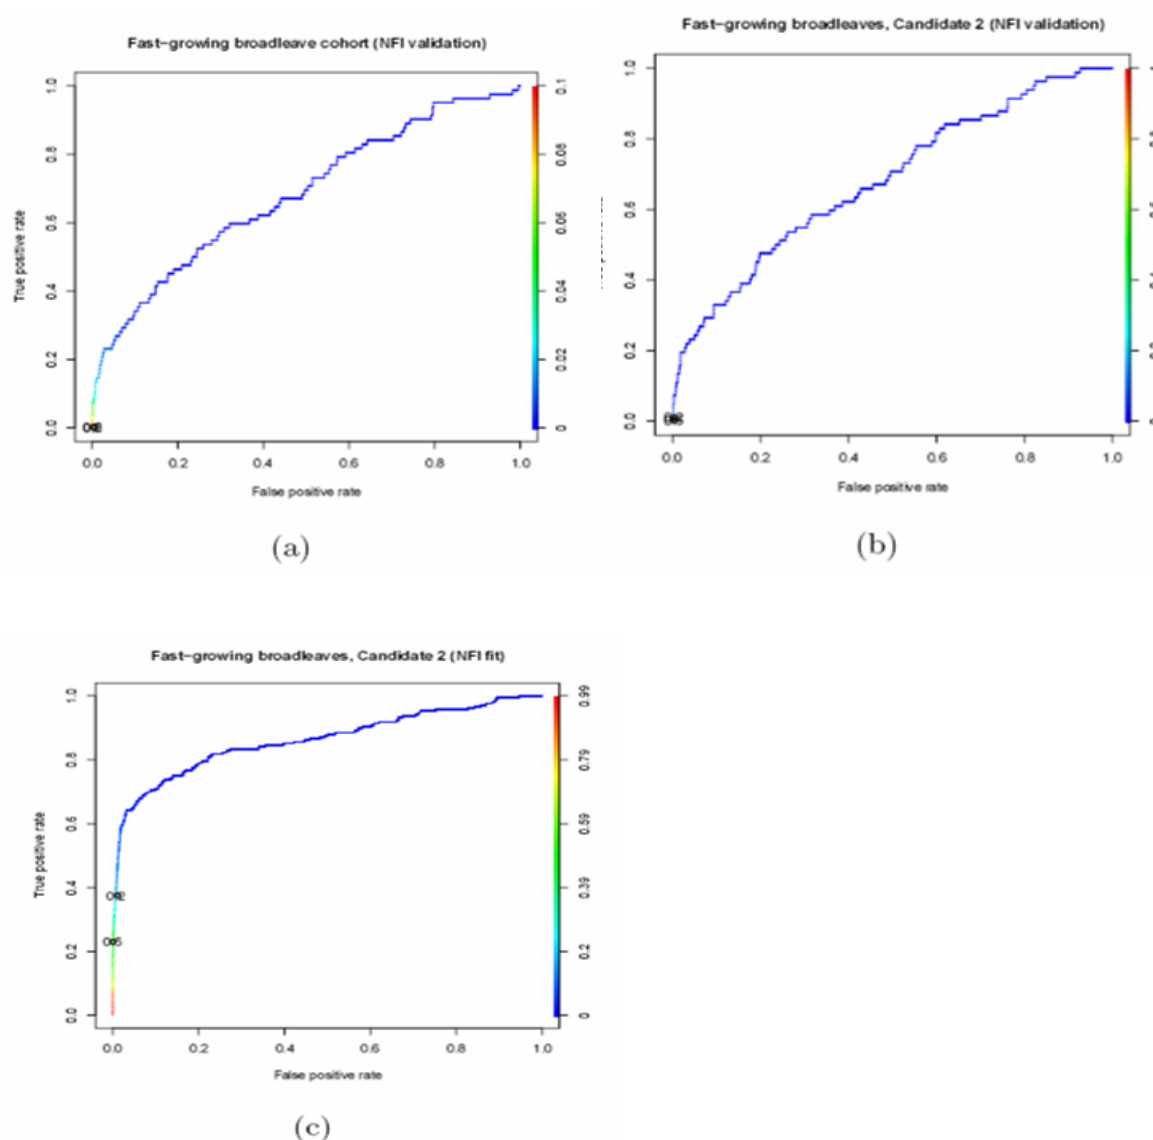 Fast-growing broadleave cohort (NFI validation)
True positive rate
0.0 0.2 0.4 0.6 0.8 1.0
0 0.02 0.04 0.06 0.08 0.1
0.0 0.2 0.4 0.6 0.8 1.0
False positive rate
(a)
Fast-growing broadleaves, Candidate 2 (NFI validation)
0.0 0.2 0.4 0.6 0.8 1.0
0.0 0.2 0.4 0.6 0.8 1.0
False positive rate
(b)
Fast-growing broadleaves, Candidate 2 (NFI fit)
True positive rate
0.0 0.2 0.4 0.6 0.8 1.0
0 0.2 0.39 0.59 0.79 0.99
0.0 0.2 0.4 0.6 0.8 1.0
False positive rate
(c)